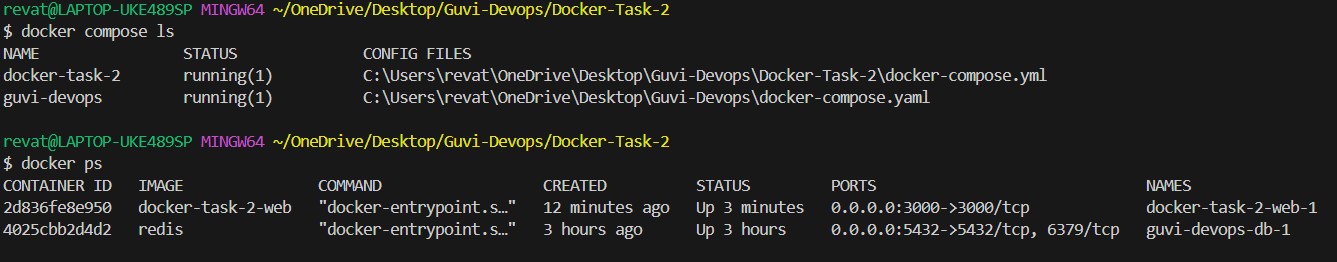 revat@LAPTOP-UKE489SP MINGW64 ~/OneDrive/Desktop/Guvi-Devops/Docker-Task-2
$ docker compose ls
NAME STATUS CONFIG FILES
docker-task-2 running(1) C:\Users\revat\OneDrive\Desktop\Guvi-Devops\Docker-Task-2\docker-compose.yml
guvi-devops running(1) C:\Users\revat\OneDrive\Desktop\Guvi-Devops\docker-compose.yaml
revat@LAPTOP-UKE489SP MINGW64 ~/OneDrive/Desktop/Guvi-Devops/Docker-Task-2
$ docker ps
CONTAINER ID IMAGE COMMAND CREATED STATUS PORTS NAMES
2d836fe8e950 docker-task-2-web "docker-entrypoint.s…" 12 minutes ago Up 3 minutes 0.0.0.0:3000->3000/tcp docker-task-2-web-1
4025cbb2d4d2 redis "docker-entrypoint.s…" 3 hours ago Up 3 hours 0.0.0.0:5432->5432/tcp, 6379/tcp guvi-devops-db-1